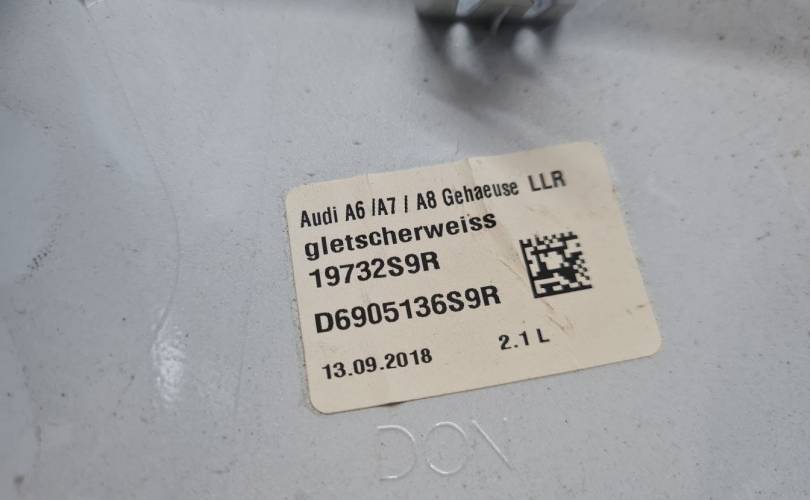 Audi A6 /A7 / A8 Gehaeuse LLR
gletscherweiss
19732S9R
D6905136S9R
13.09.2018 2.1 L